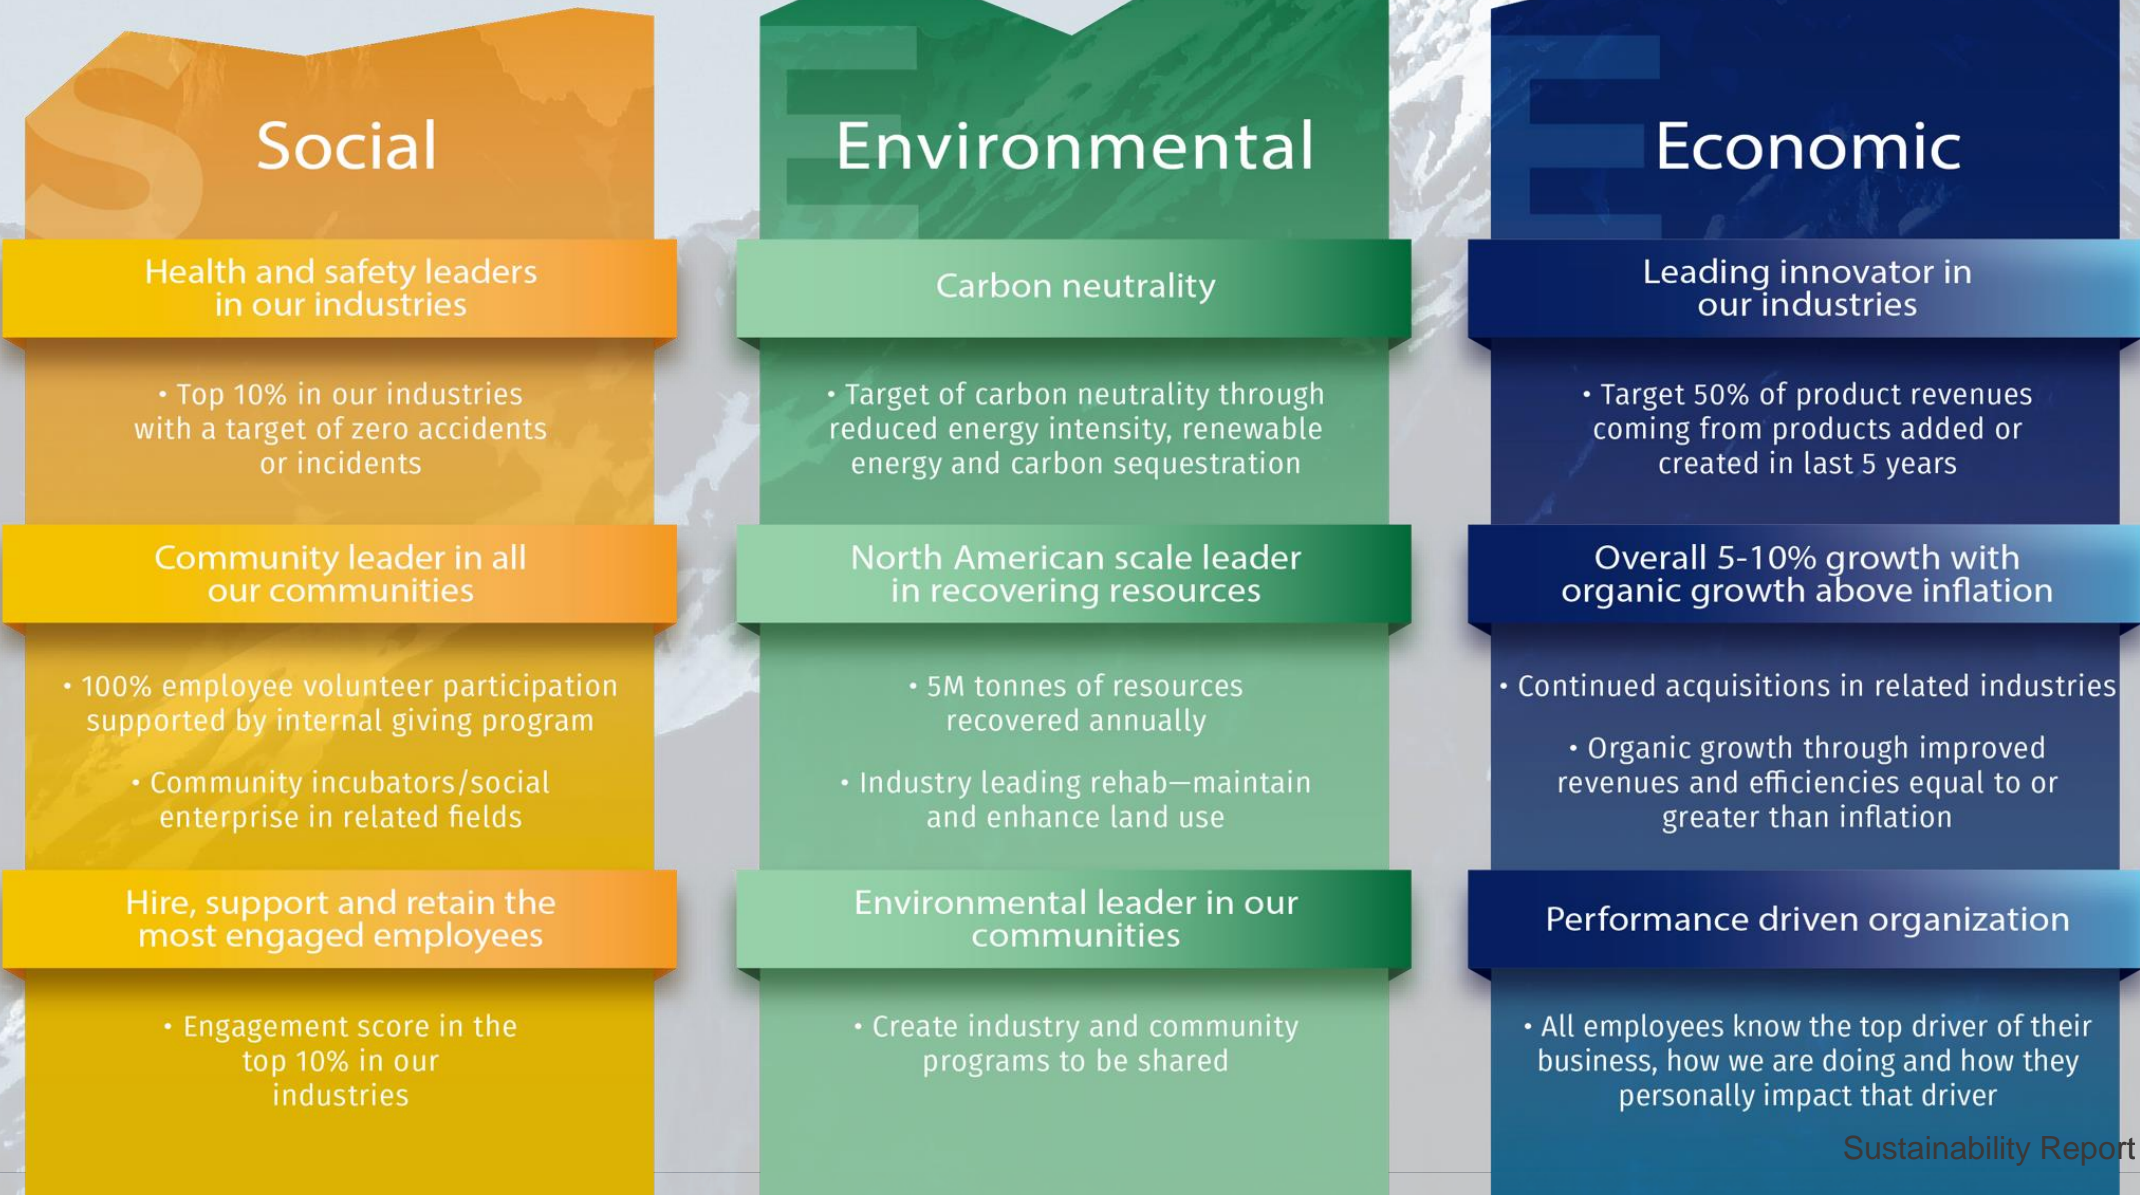 S
Social
Health and safety leaders
in our industries
• Top 10% in our industries
with a target of zero accidents
or incidents
Community leader in all
our communities
• 100% employee volunteer participation
supported by internal giving program
• Community incubators/social
enterprise in related fields
Hire, support and retain the
most engaged employees
• Engagement score in the
top 10% in our
industries
E
Environmental
Carbon neutrality
• Target of carbon neutrality through
reduced energy intensity, renewable
energy and carbon sequestration
North American scale leader
in recovering resources
• 5M tonnes of resources
recovered annually
• Industry leading rehab—maintain
and enhance land use
Environmental leader in our
communities
• Create industry and community
programs to be shared
E
Economic
Leading innovator in
our industries
• Target 50% of product revenues
coming from products added or
created in last 5 years
Overall 5-10% growth with
organic growth above inflation
• Continued acquisitions in related industries
• Organic growth through improved
revenues and efficiencies equal to or
greater than inflation
Performance driven organization
• All employees know the top driver of their
business, how we are doing and how they
personally impact that driver
Sustainability Report